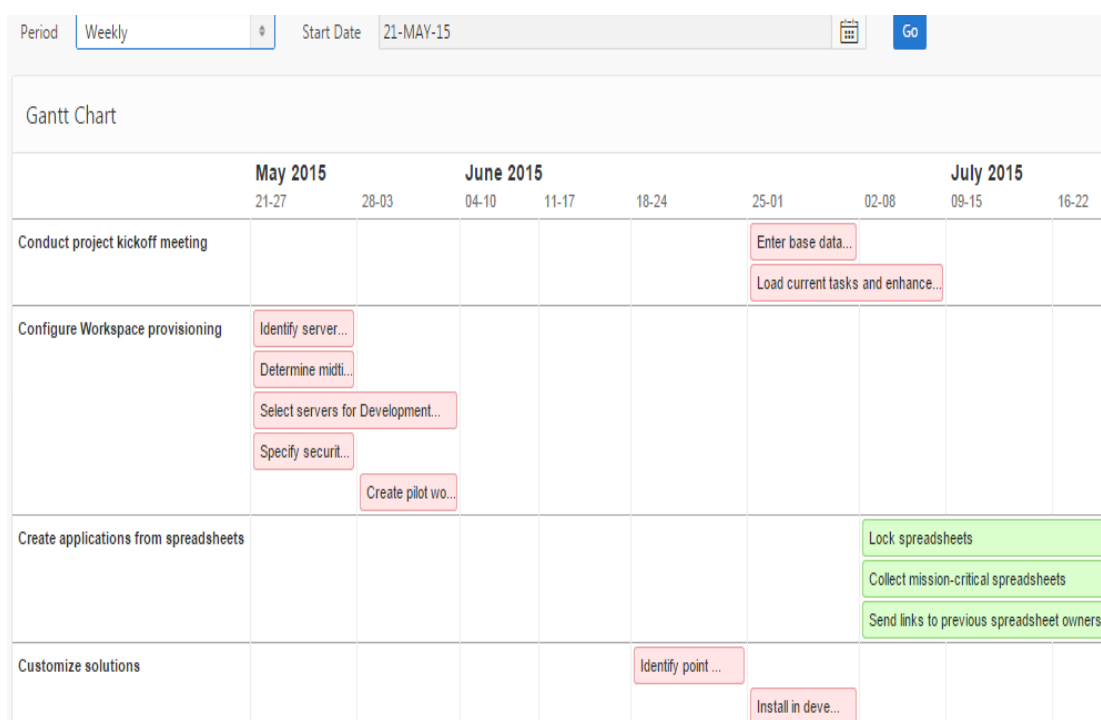 Period Weekly Start Date 21-MAY-15 Go
Gantt Chart
May 2015 June 2015 July 2015
21-27 28-03 04-10 11-17 18-24 25-01 02-08 09-15 16-22
Conduct project kickoff meeting Enter base data...
Load current tasks and enhance...
Configure Workspace provisioning Identify server...
Determine midti...
Select servers for Development...
Specify securit...
Create pilot wo...
Create applications from spreadsheets Lock spreadsheets
Collect mission-critical spreadsheets
Send links to previous spreadsheet owners
Customize solutions Identify point ...
Install in deve...